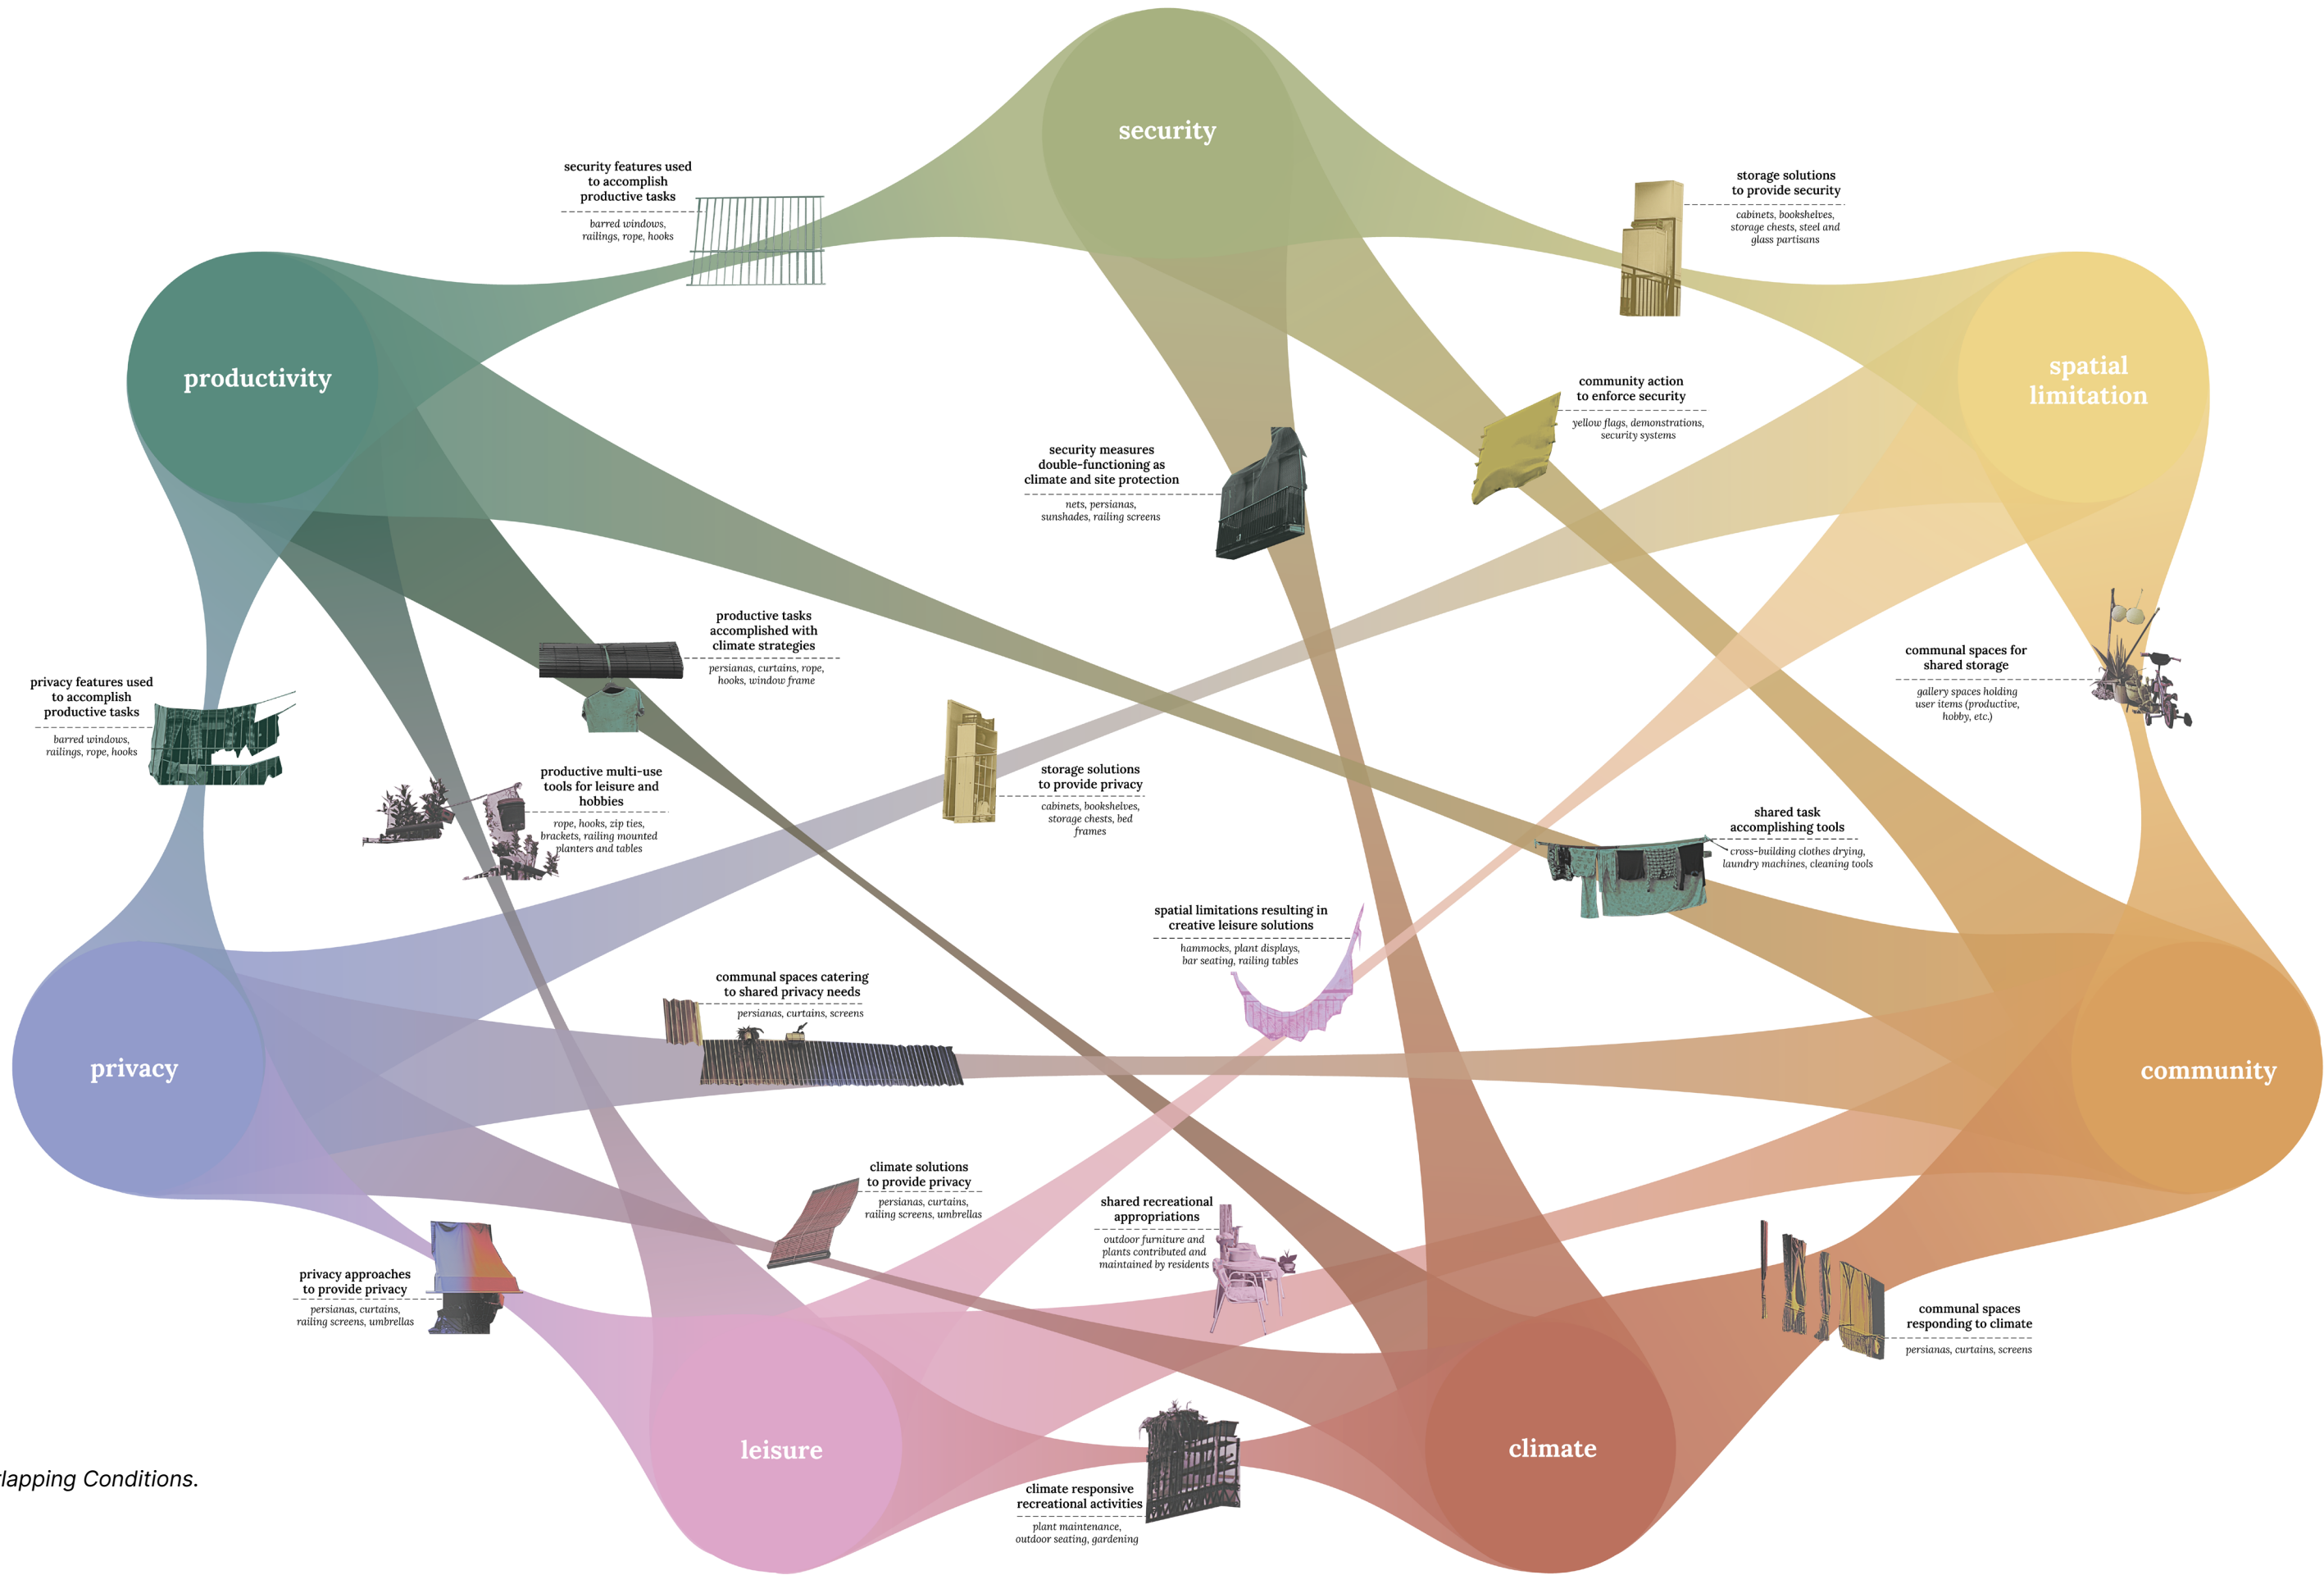 security
security features used
to accomplish
productive tasks
barred windows,
railings, rope, hooks
storage solutions
to provide security
cabinets, bookshelves,
storage chests, steel and
glass partisans
productivity
spatial
limitation
community action
to enforce security
yellow flags, demonstrations,
security systems
security measures
double-functioning as
climate and site protection
nets, persianas,
sunshades, railing screens
productive tasks
accomplished with
climate strategies
persianas, curtains, rope,
hooks, window frame
communal spaces for
shared storage
gallery spaces holding
user items (productive,
hobby, etc.)
privacy features used
to accomplish
productive tasks
barred windows,
railings, rope, hooks
productive multi-use
tools for leisure and
hobbies
rope, hooks, zip ties,
brackets, railing mounted
planters and tables
storage solutions
to provide privacy
cabinets, bookshelves,
storage chests, bed
frames
shared task
accomplishing tools
cross-building clothes drying,
laundry machines, cleaning tools
spatial limitations resulting in
creative leisure solutions
hammocks, plant displays,
bar seating, railing tables
communal spaces catering
to shared privacy needs
persianas, curtains, screens
privacy
community
climate solutions
to provide privacy
persianas, curtains,
railing screens, umbrellas
shared recreational
appropriations
outdoor furniture and
plants contributed and
maintained by residents
privacy approaches
to provide privacy
persianas, curtains,
railing screens, umbrellas
communal spaces
responding to climate
persianas, curtains, screens
leisure
climate
climate responsive
recreational activities
plant maintenance,
outdoor seating, gardening
lapping Conditions.